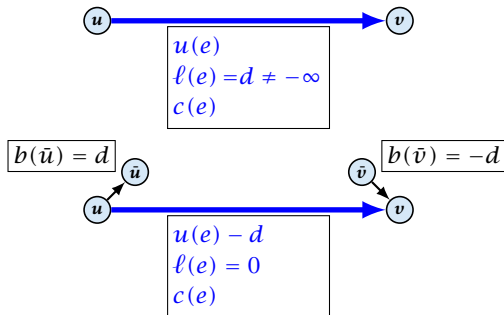 u v
u(e)
ℓ(e) =d ≠ −∞
c(e)
b(ū) = d ū v̄ b(v̄) = −d
u v
u(e) − d
ℓ(e) = 0
c(e)